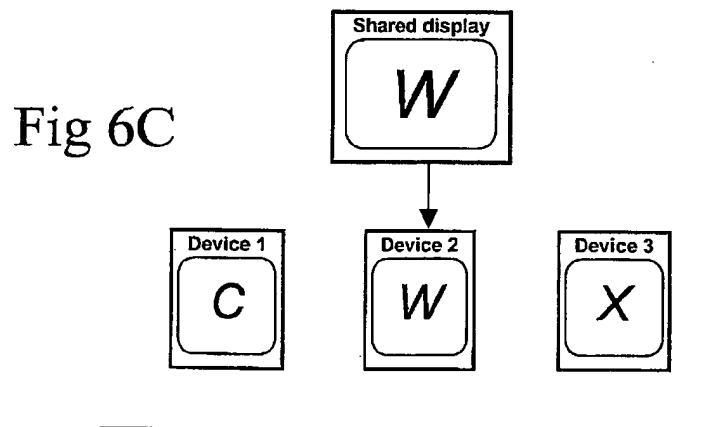 Shared display
W
Fig 6C
Device 1
C
Device 2
W
Device 3
X